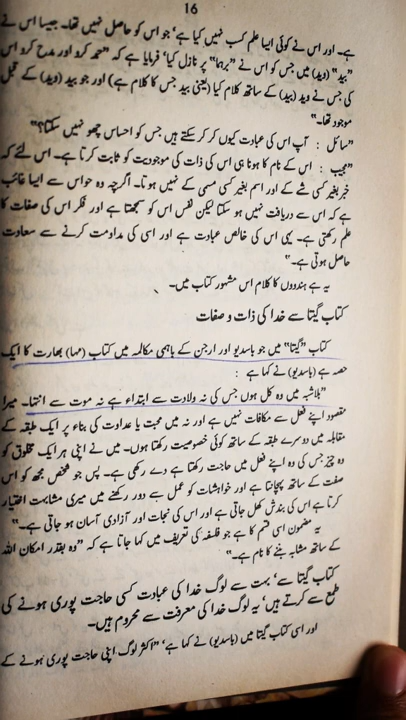 16
ہے۔ اور اس نے کوئی ایسا علم کسب نہیں کیا ہے' جو اس کو حاصل نہیں تھا۔ جیسا اس نے
"بید" (وید) میں جس کو اس نے "برہما" پر نازل کیا' فرمایا ہے کہ "حمد کرو اور مدح کرو اس
کی جس نے وید (بید) کے ساتھ کلام کیا (یعنی بید جس کا کلام ہے) اور جو بید (وید) کے قبل
موجود تھا۔"
"سائل : آپ اس کی عبادت کیوں کر کر سکتے ہیں جس کو احساس چھو نہیں سکتا؟"
"مجیب : اس کے نام کا ہونا ہی اس کی ذات کی موجودیت کو ثابت کرتا ہے۔ اس لئے کہ
خبر بغیر کسی شے کے اور اسم بغیر کسی مسمی کے نہیں ہوتا۔ اگرچہ وہ حواس سے ایسا غائب
ہے کہ اس سے دریافت نہیں ہو سکتا لیکن نفس اس کو سمجھتا ہے اور فکر اس کی صفات کا
علم رکھتی ہے۔ یہی اس کی خالص عبادت ہے اور اسی کی مداومت کرنے سے سعادت
حاصل ہوتی ہے۔"
یہ ہے ہندوؤں کا کلام اس مشہور کتاب میں۔
کتاب گیتا سے خدا کی ذات و صفات
کتاب "گیتا" میں جو باسدیو اور ارجن کے باہمی مکالمہ میں کتاب (مہا) بھارت کا ایک
حصہ ہے (باسدیو) نے کہا ہے :
"بلاشبہ میں وہ کل ہوں جس کی نہ ولادت سے ابتداء ہے نہ موت سے انتہا۔ میرا
مقصود اپنے فعل سے مکافات نہیں ہے اور نہ میں محبت یا عداوت کی بناء پر ایک طبقہ کے
مقابلہ میں دوسرے طبقہ کے ساتھ کوئی خصوصیت رکھتا ہوں۔ میں نے اپنی ہر ایک مخلوق کو
وہ چیز جس کی وہ اپنے فعل میں حاجت رکھتا ہے دے رکھی ہے۔ پس جو شخص مجھ کو اس
صفت کے ساتھ پہچانتا ہے اور خواہشات کو عمل سے دور رکھنے میں میری مشابہت اختیار
کرتا ہے اس کی بندش کھل جاتی ہے اور اس کی نجات اور آزادی آسان ہو جاتی ہے۔"
یہ مضمون اسی قسم کا ہے جو فلسفہ کی تعریف میں کہا جاتا ہے کہ "وہ بقدر امکان اللہ
کے ساتھ مشابہ بننے کا نام ہے۔"
کتاب گیتا سے' بہت سے لوگ خدا کی عبادت کسی حاجت پوری ہونے کی
طمع سے کرتے ہیں' یہ لوگ خدا کی معرفت سے محروم ہیں۔
اور اسی کتاب گیتا میں (باسدیو) نے کہا ہے' "اکثر لوگ اپنی حاجت پوری ہونے کے